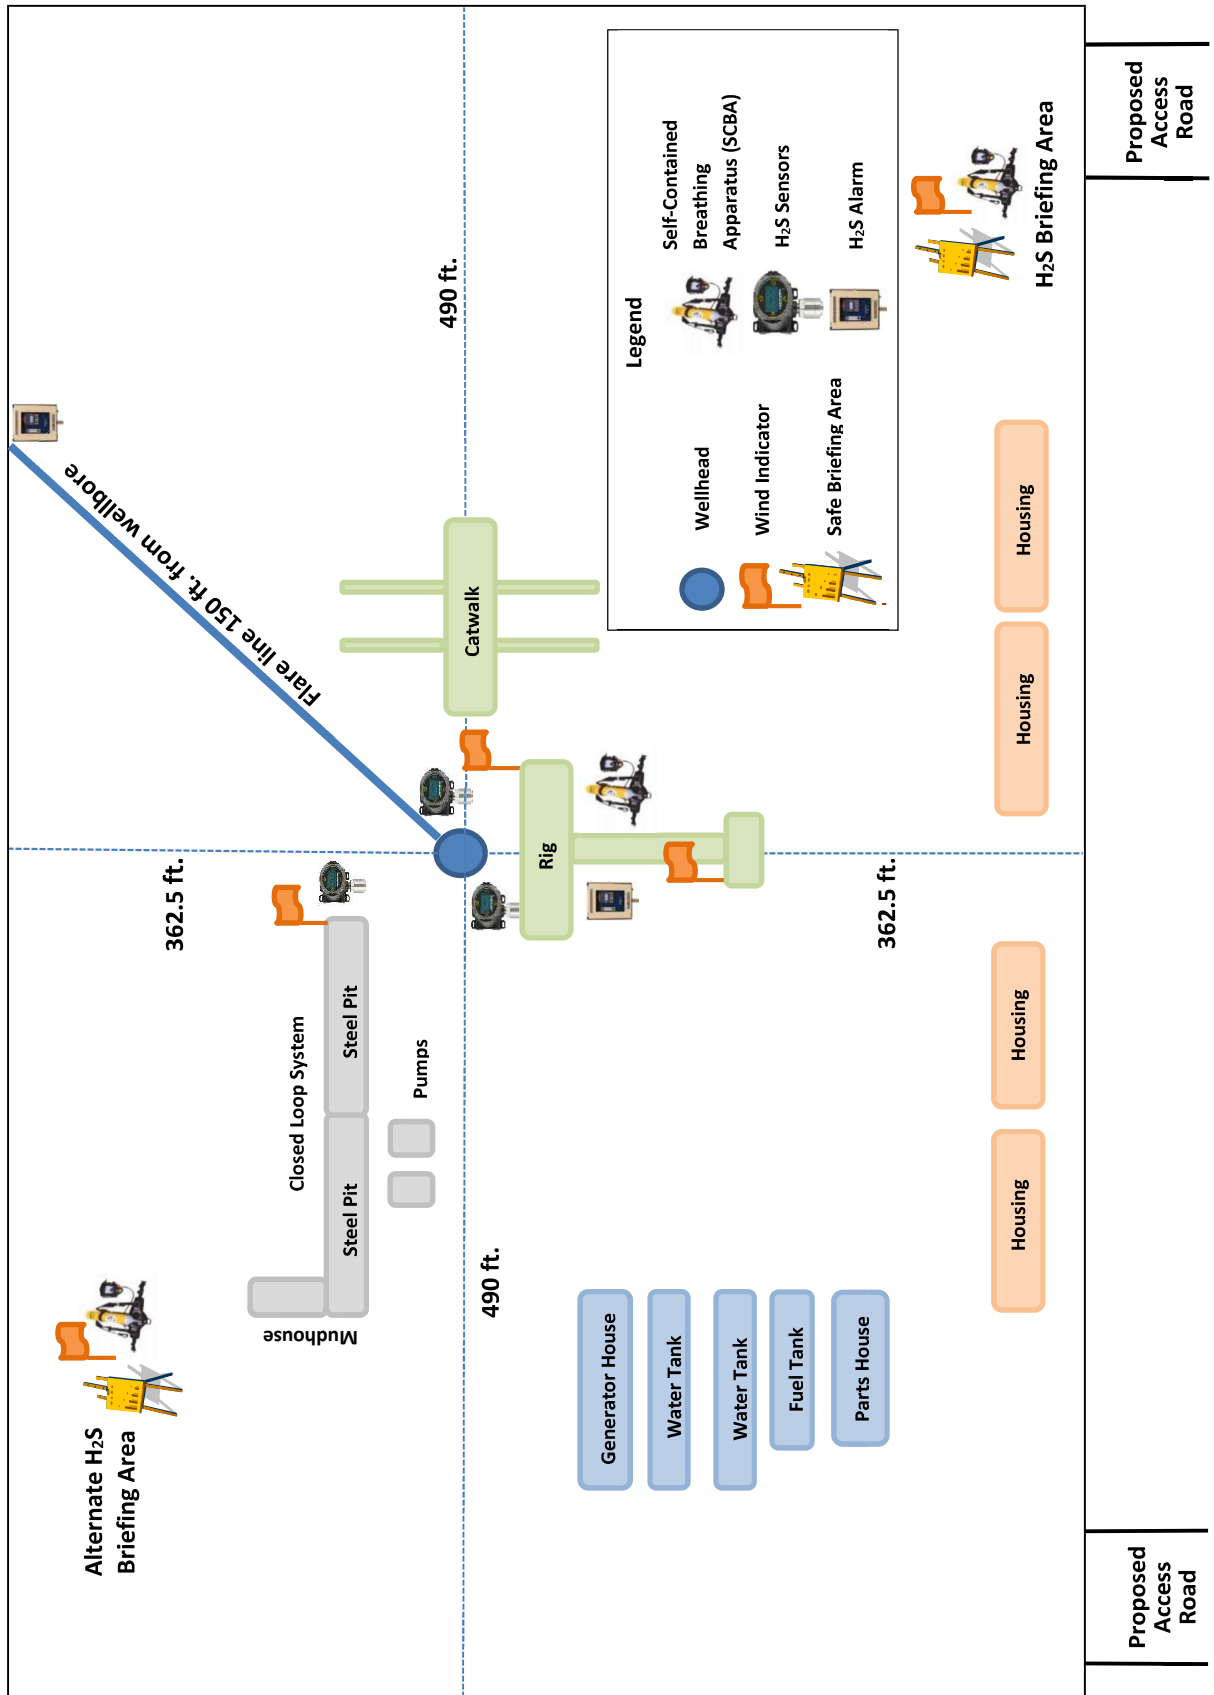 Alternate H₂S
Briefing Area
Flare line 150 ft. from wellbore
362.5 ft.
Closed Loop System
Mudhouse
Steel Pit
Steel Pit
Pumps
490 ft.
490 ft.
Catwalk
Rig
Generator House
Water Tank
Water Tank
Fuel Tank
Parts House
362.5 ft.
Legend
Wellhead
Wind Indicator
Safe Briefing Area
Self-Contained
Breathing
Apparatus (SCBA)
H₂S Sensors
H₂S Alarm
Housing
Housing
Housing
Housing
H₂S Briefing Area
Proposed
Access
Road
Proposed
Access
Road